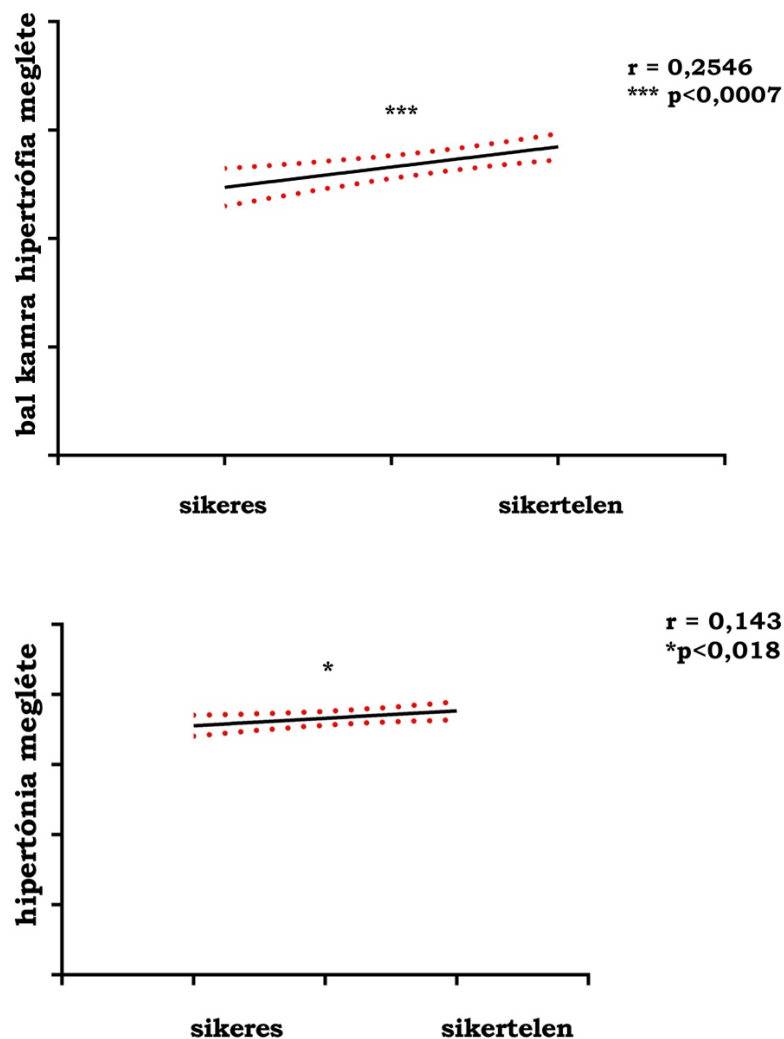 bal kamra hipertrófia megléte
r = 0,2546
*** p<0,0007
***
sikeres
sikertelen
hipertónia megléte
r = 0,143
*p<0,018
*
sikeres
sikertelen